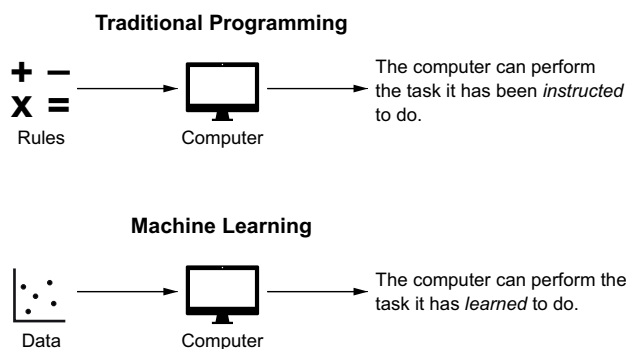 Traditional Programming
+ −
x =
Rules
Computer
The computer can perform
the task it has been instructed
to do.
Machine Learning
Data
Computer
The computer can perform the
task it has learned to do.